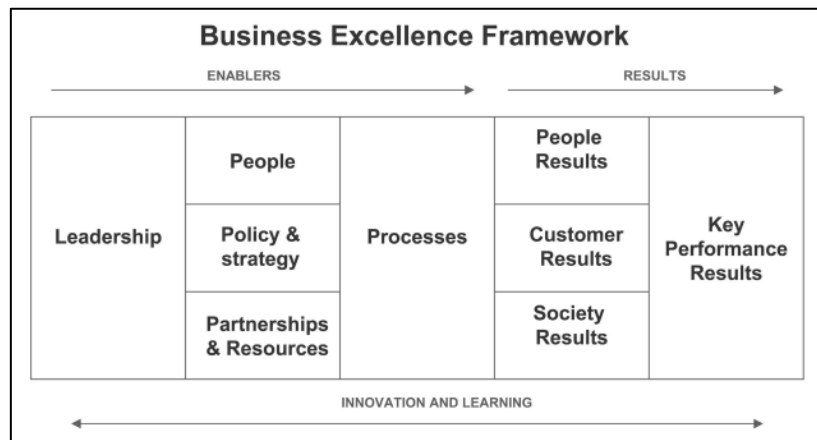 Business Excellence Framework
ENABLERS
RESULTS
Leadership
People
Policy &
strategy
Partnerships
& Resources
Processes
People
Results
Customer
Results
Society
Results
Key
Performance
Results
INNOVATION AND LEARNING